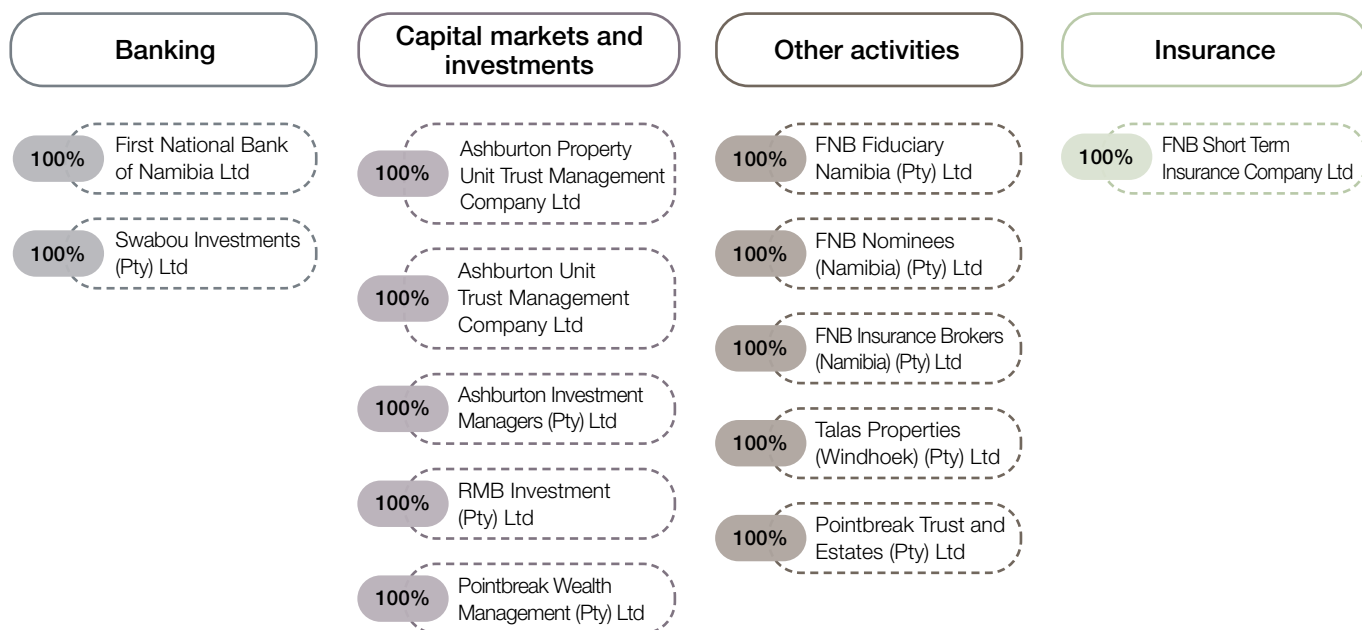 Banking
100%
First National Bank
of Namibia Ltd
100%
Swabou Investments
(Pty) Ltd
Capital markets and
investments
100%
Ashburton Property
Unit Trust Management
Company Ltd
100%
Ashburton Unit
Trust Management
Company Ltd
100%
Ashburton Investment
Managers (Pty) Ltd
100%
RMB Investment
(Pty) Ltd
100%
Pointbreak Wealth
Management (Pty) Ltd
Other activities
100%
FNB Fiduciary
Namibia (Pty) Ltd
100%
FNB Nominees
(Namibia) (Pty) Ltd
100%
FNB Insurance Brokers
(Namibia) (Pty) Ltd
100%
Talas Properties
(Windhoek) (Pty) Ltd
100%
Pointbreak Trust and
Estates (Pty) Ltd
Insurance
100%
FNB Short Term
Insurance Company Ltd